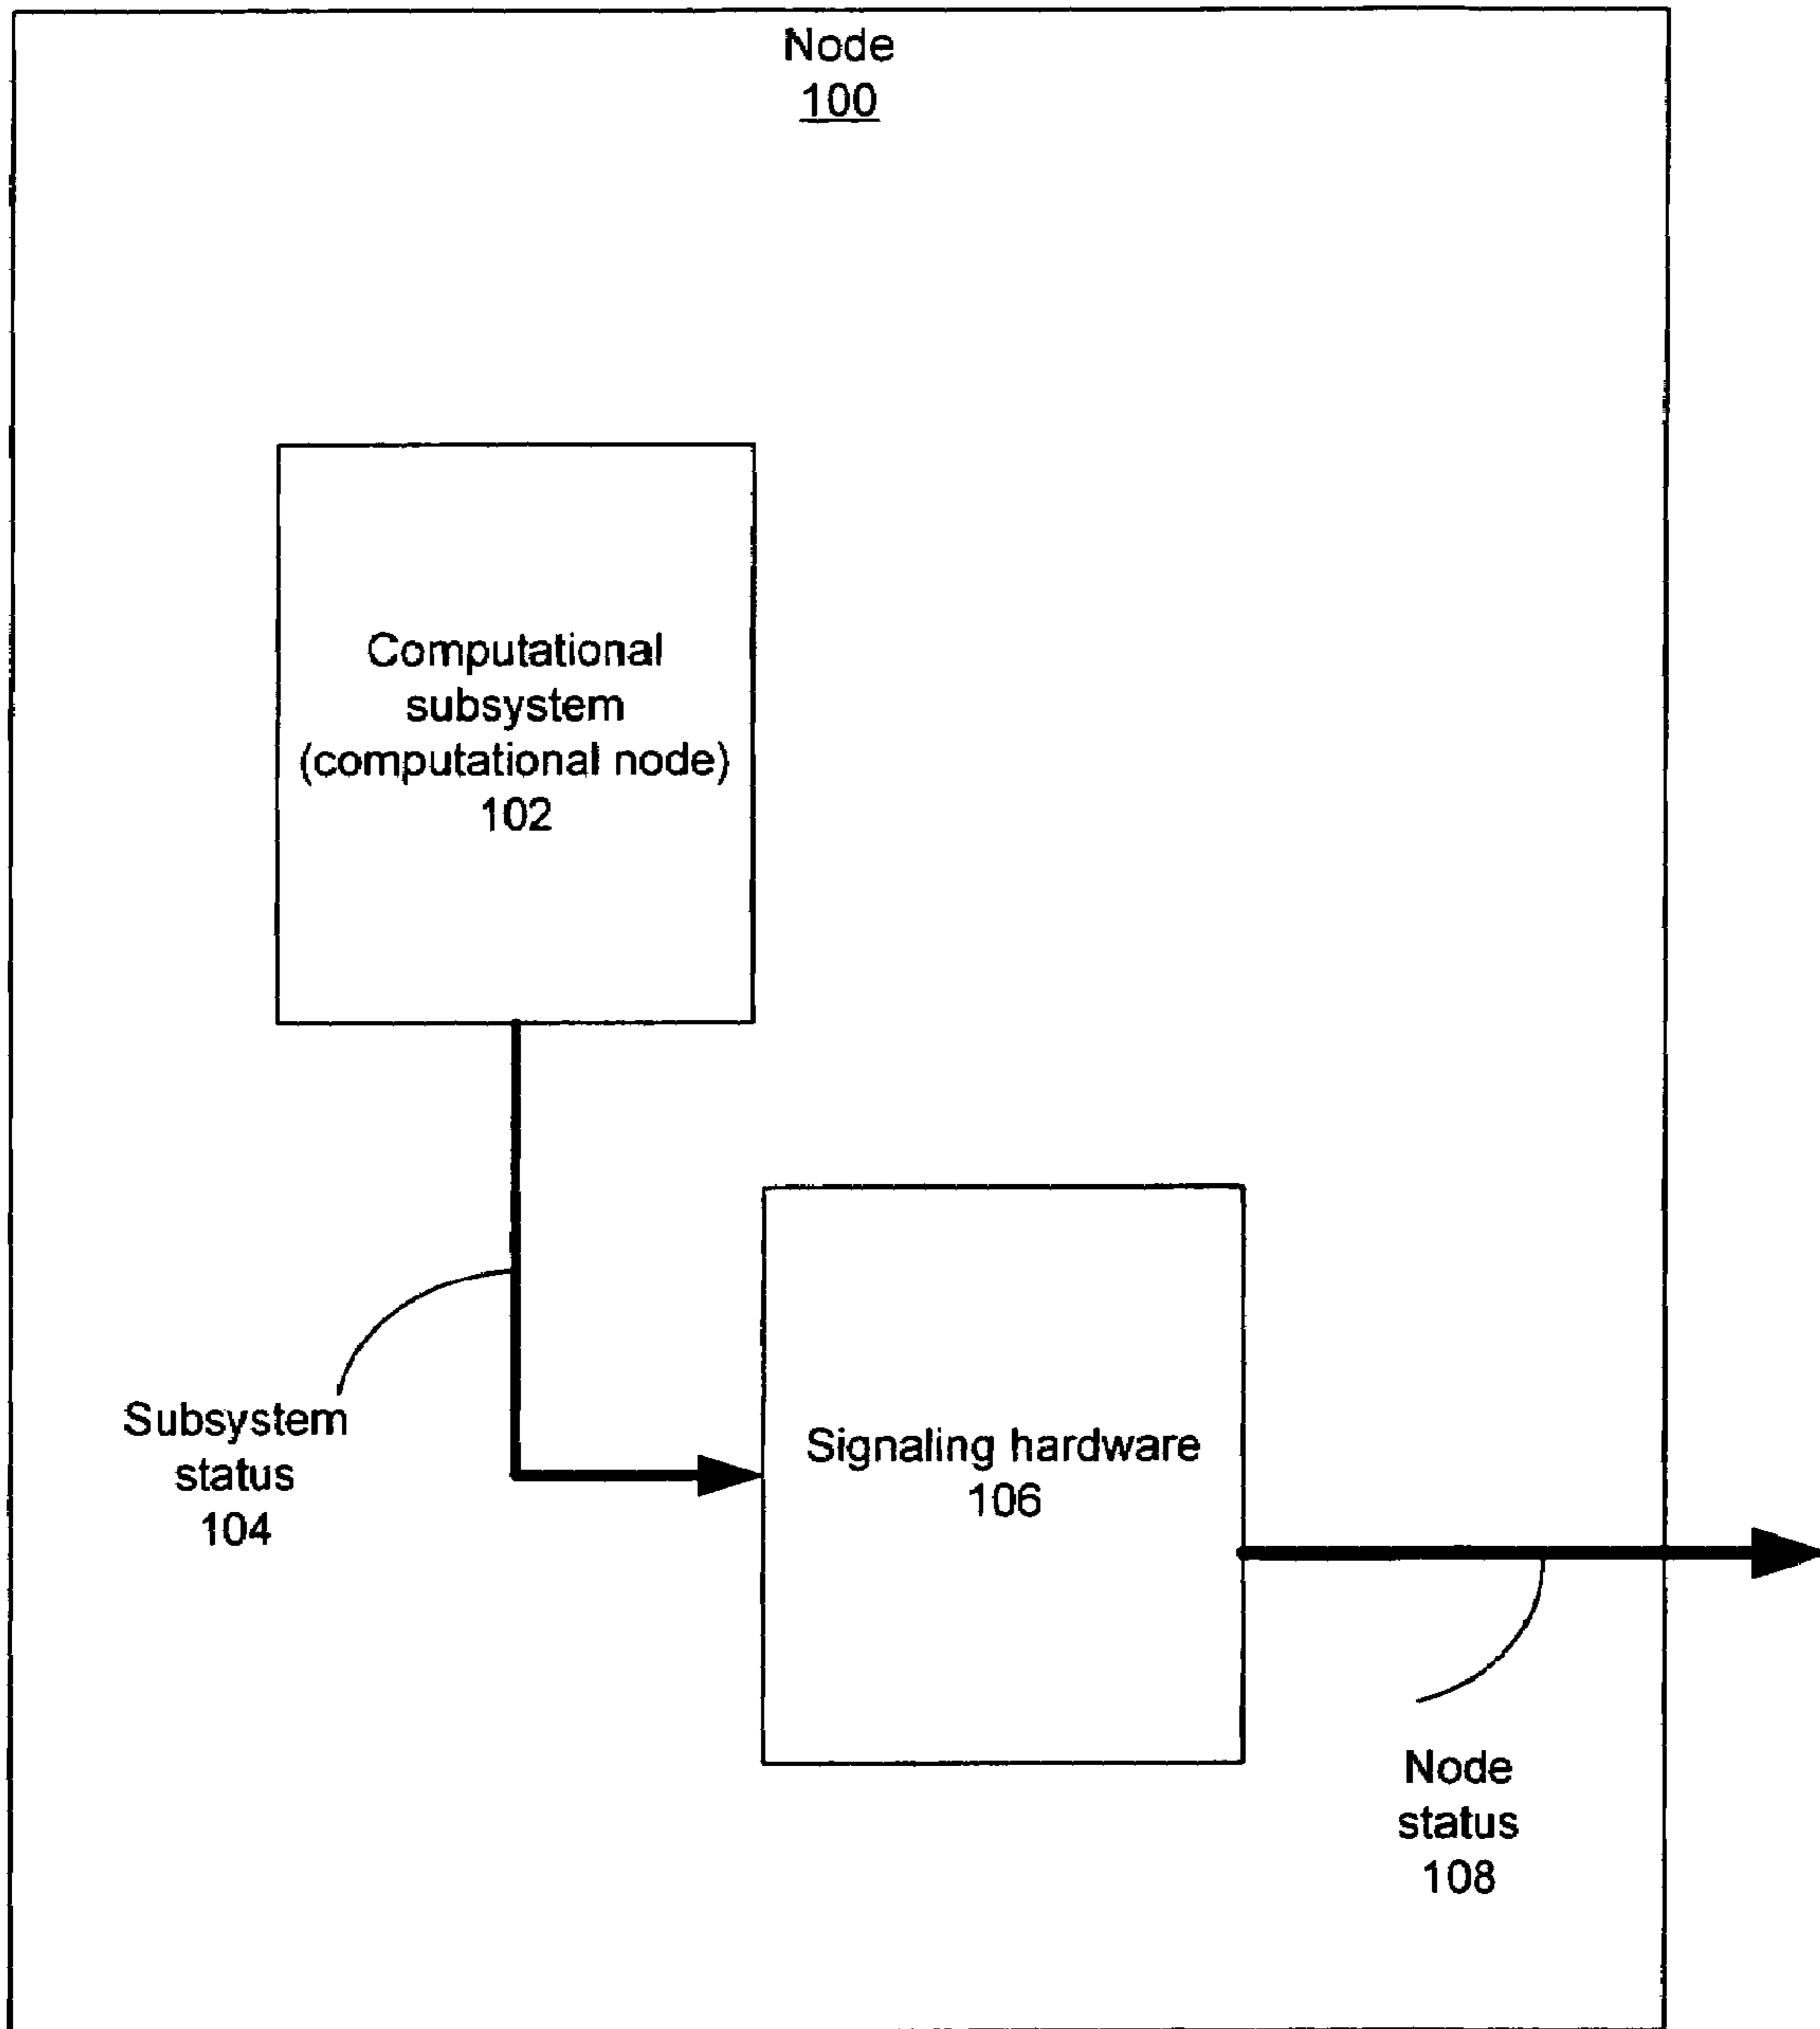 Node
100
Computational
subsystem
(computational node)
102
Subsystem
status
104
Signaling hardware
106
Node
status
108